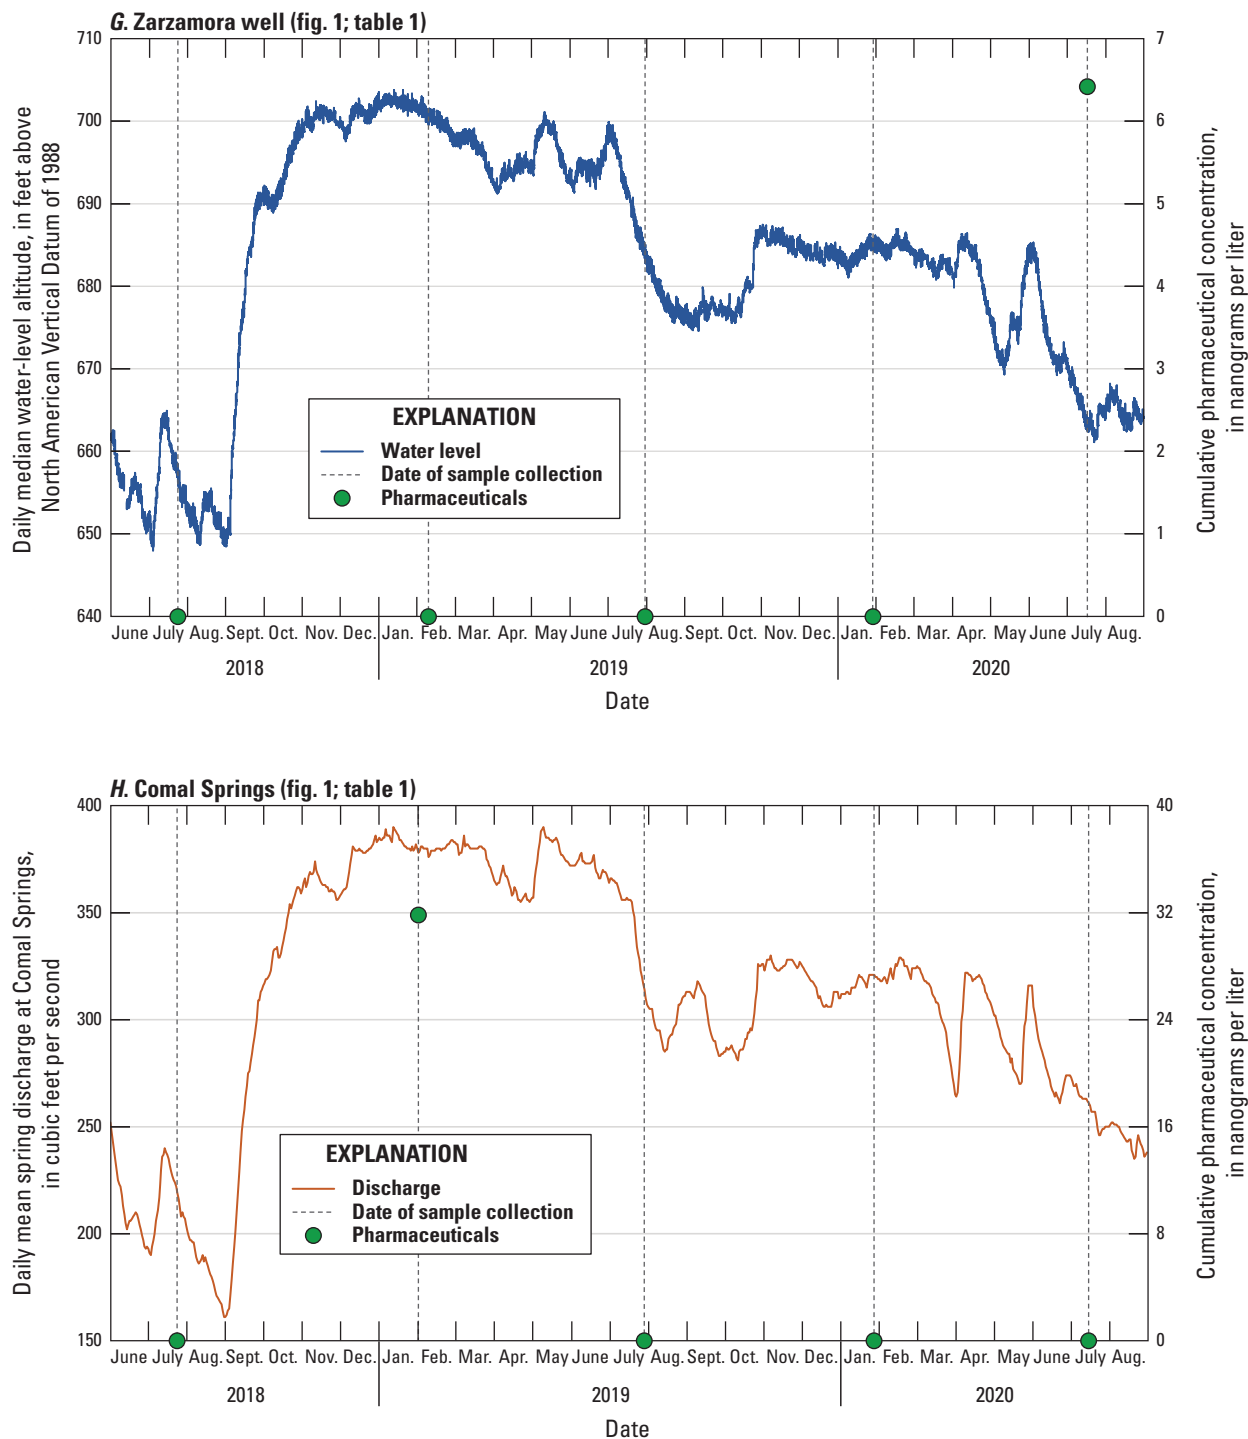 G. Zarzamora well (fig. 1; table 1)
Daily median water-level altitude, in feet above
North American Vertical Datum of 1988
710
700
690
680
670
660
650
640
7
6
5
4
3
2
1
0
Cumulative pharmaceutical concentration,
in nanograms per liter
EXPLANATION
Water level
Date of sample collection
Pharmaceuticals
June July Aug. Sept. Oct. Nov. Dec. Jan. Feb. Mar. Apr. May June July Aug. Sept. Oct. Nov. Dec. Jan. Feb. Mar. Apr. May June July Aug.
2018 2019 2020
Date
H. Comal Springs (fig. 1; table 1)
Daily mean spring discharge at Comal Springs,
in cubic feet per second
400
350
300
250
200
150
40
32
24
16
8
0
Cumulative pharmaceutical concentration,
in nanograms per liter
EXPLANATION
Discharge
Date of sample collection
Pharmaceuticals
June July Aug. Sept. Oct. Nov. Dec. Jan. Feb. Mar. Apr. May June July Aug. Sept. Oct. Nov. Dec. Jan. Feb. Mar. Apr. May June July Aug.
2018 2019 2020
Date